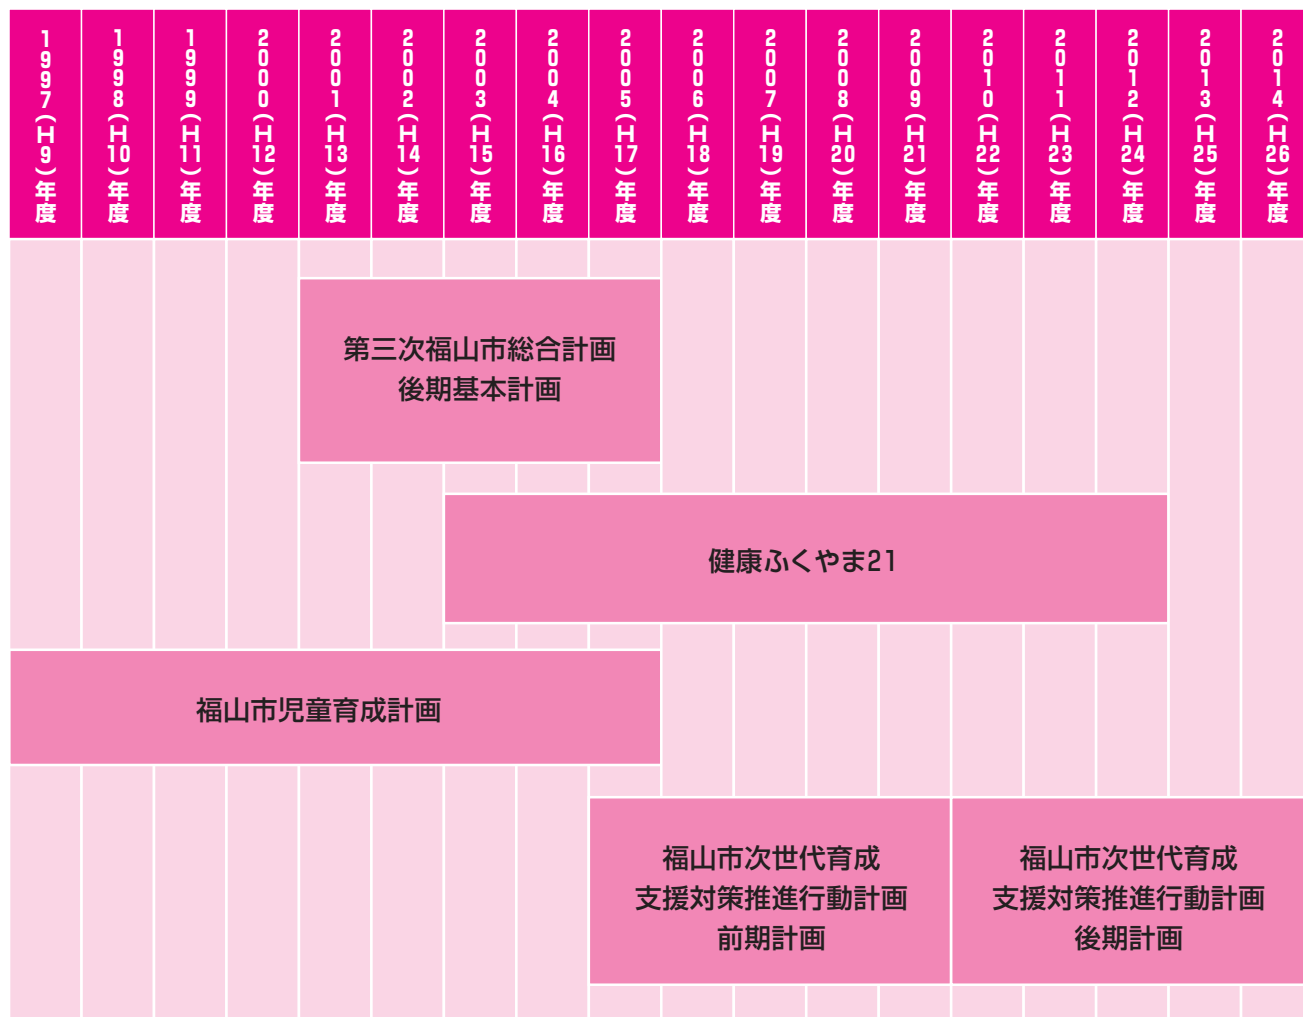 1997(H9)年度
1998(H10)年度
1999(H11)年度
2000(H12)年度
2001(H13)年度
2002(H14)年度
2003(H15)年度
2004(H16)年度
2005(H17)年度
2006(H18)年度
2007(H19)年度
2008(H20)年度
2009(H21)年度
2010(H22)年度
2011(H23)年度
2012(H24)年度
2013(H25)年度
2014(H26)年度
第三次福山市総合計画
後期基本計画
健康ふくやま21
福山市児童育成計画
福山市次世代育成
支援対策推進行動計画
前期計画
福山市次世代育成
支援対策推進行動計画
後期計画